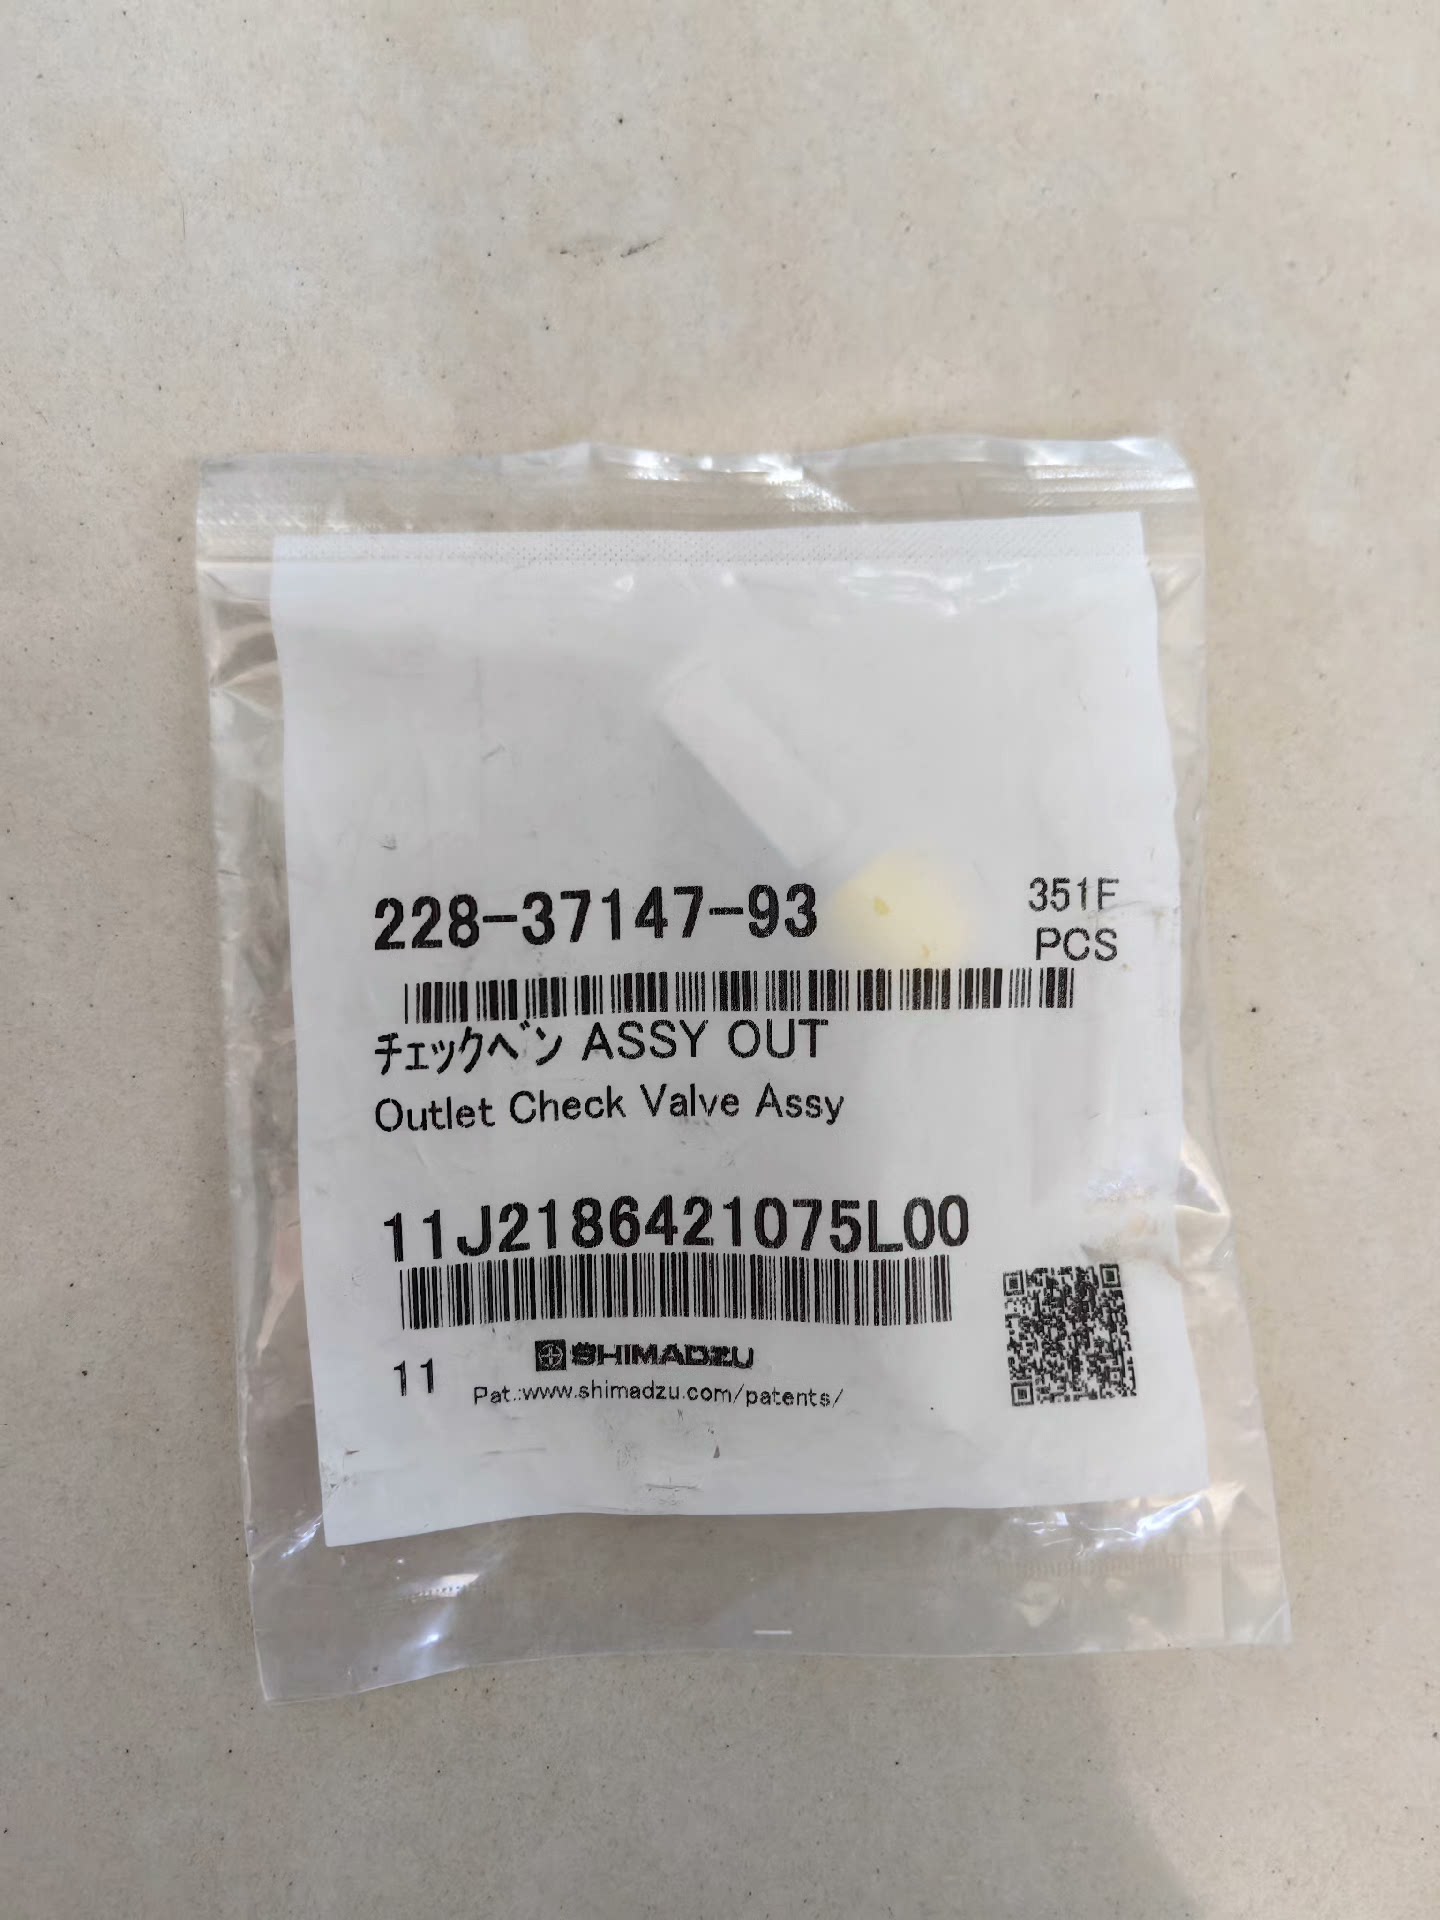 228-37147-93
351F
PCS
チェックベン ASSY OUT
Outlet Check Valve Assy
11J2186421075L00
SHIMADZU
11
Pat.:www.shimadzu.com/patents/